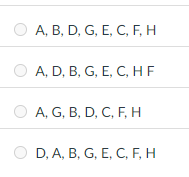 A, B, D, G, E, C, F, H
A, D, B, G, E, C, H F
A, G, B, D, C, F, H
D, A, B, G, E, C, F, H